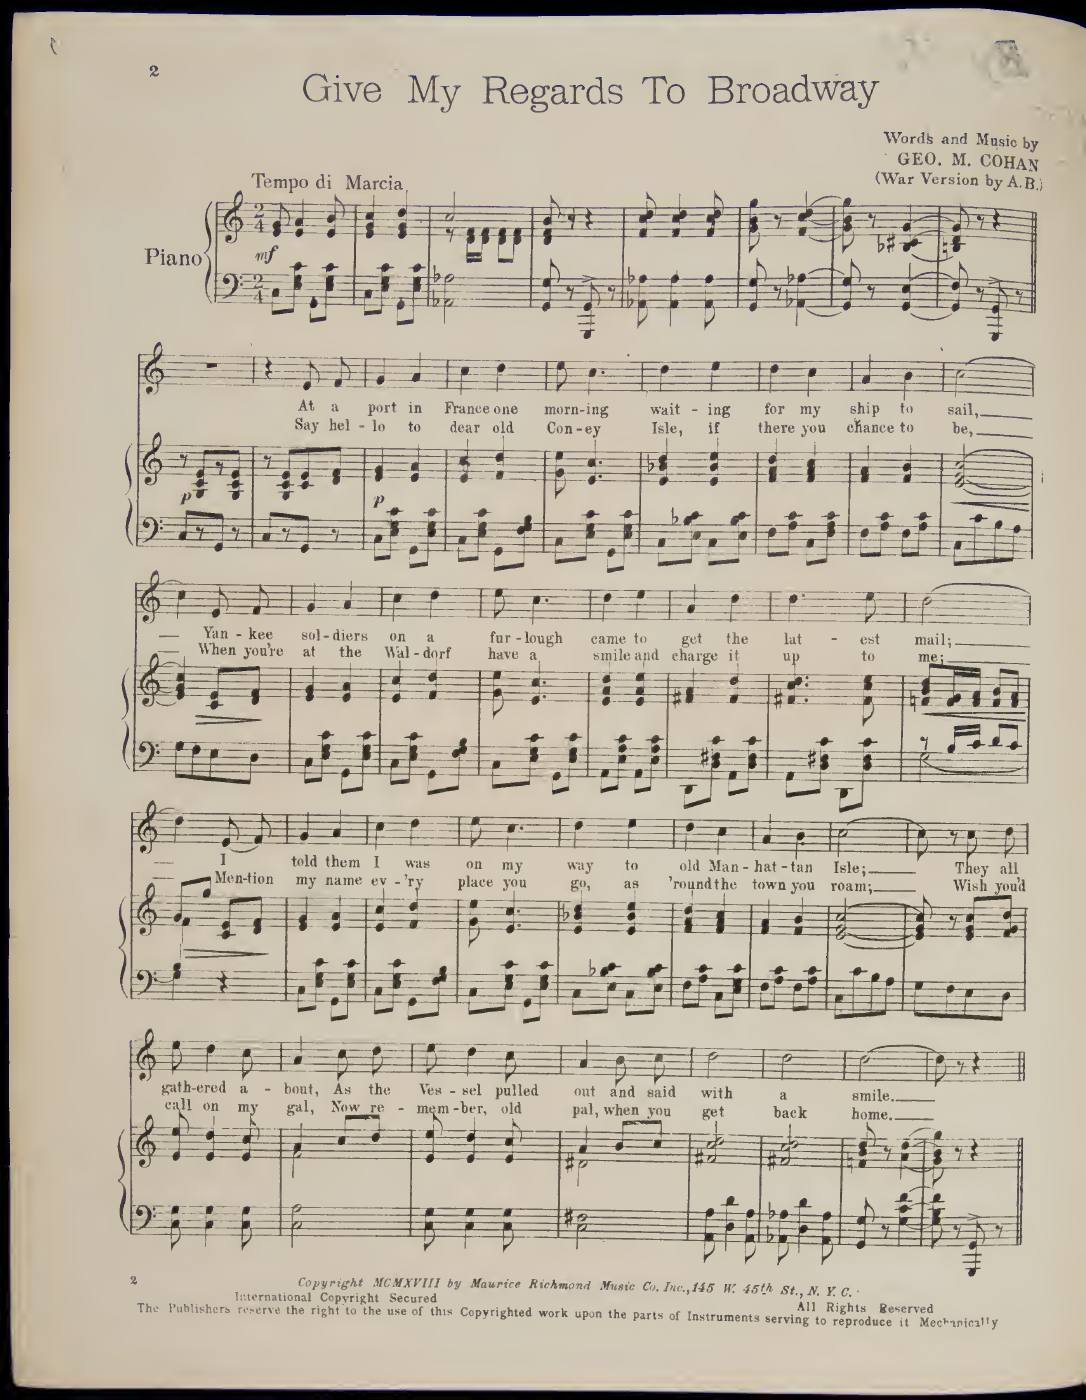 2
Give My Regards To Broadway
Words and Music by
GEO. M. COHAN
(War Version by A.B.)
Tempo di Marcia
Piano
mf
At a port in France one morn-ing wait - ing for my ship to sail,
Say hel - lo to dear old Con-ey Isle, if there you chance to be,
p
p
Yan - kee sol - diers on a fur - lough came to get the lat - est mail;
When you're at the Wal - dorf have a smile and charge it up to me;
I told them I was on my way to old Man - hat - tan Isle; They all
Men-tion my name ev - 'ry place you go, as 'round the town you roam; Wish you'd
gath-ered a - bout, As the Ves - sel pulled out and said with a smile.
call on my gal, Now re - mem - ber, old pal, when you get back home.
2
Copyright MCMXVIII by Maurice Richmond Music Co. Inc., 145 W. 45th St., N. Y. C.
International Copyright Secured All Rights Reserved
The Publishers reserve the right to the use of this Copyrighted work upon the parts of Instruments serving to reproduce it Mechanically